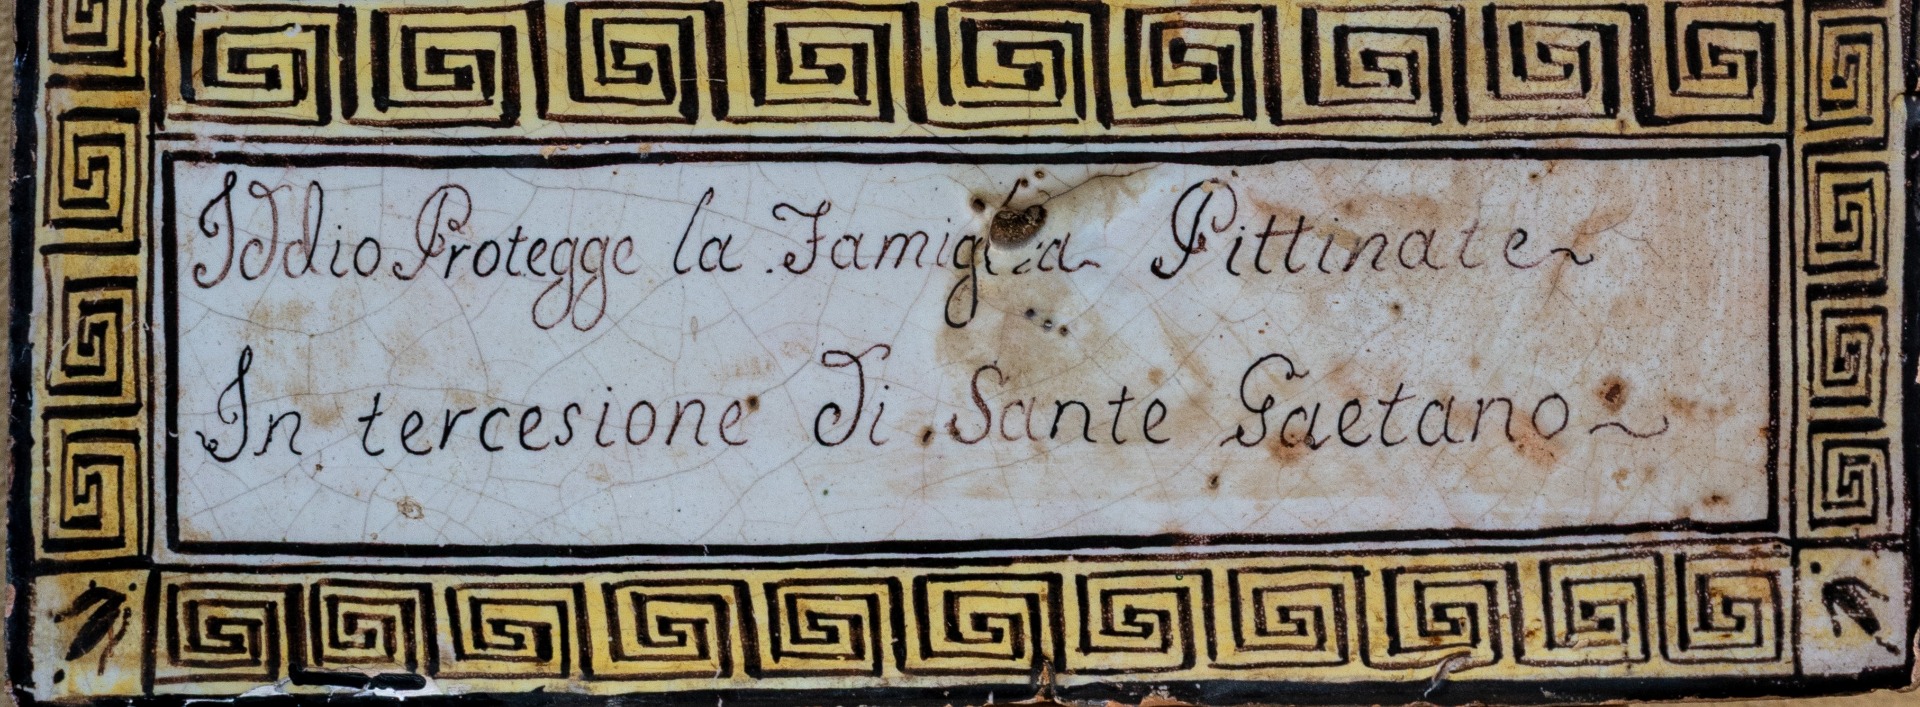 Iddio Protegge la Famiglia Pittinate
In tercesione Di Sante Gaetano